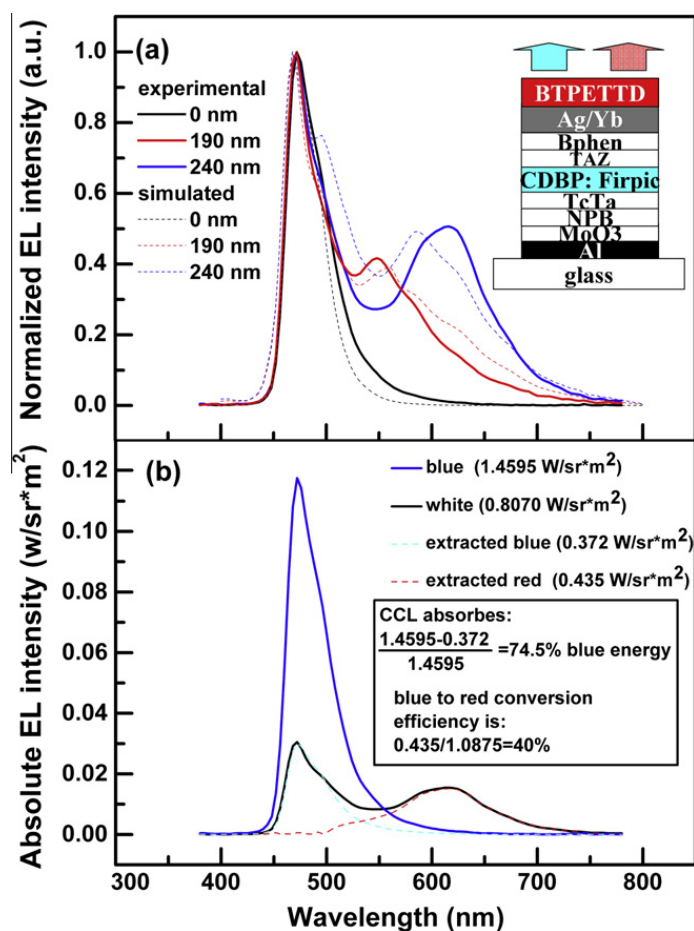 (a)
Normalized EL intensity (a.u.)
1.0
0.8
0.6
0.4
0.2
0.0
experimental
0 nm
190 nm
240 nm
simulated
0 nm
190 nm
240 nm
BTPETTD
Ag/Yb
Bphen
TAZ
CDBP: Firpic
TcTa
NPB
MoO3
Al
glass
(b)
Absolute EL intensity (w/sr*m²)
0.12
0.10
0.08
0.06
0.04
0.02
0.00
blue (1.4595 W/sr*m²)
white (0.8070 W/sr*m²)
extracted blue (0.372 W/sr*m²)
extracted red (0.435 W/sr*m²)
CCL absorbes:
1.4595-0.372
1.4595
=74.5% blue energy
blue to red conversion
efficiency is:
0.435/1.0875=40%
300 400 500 600 700 800
Wavelength (nm)